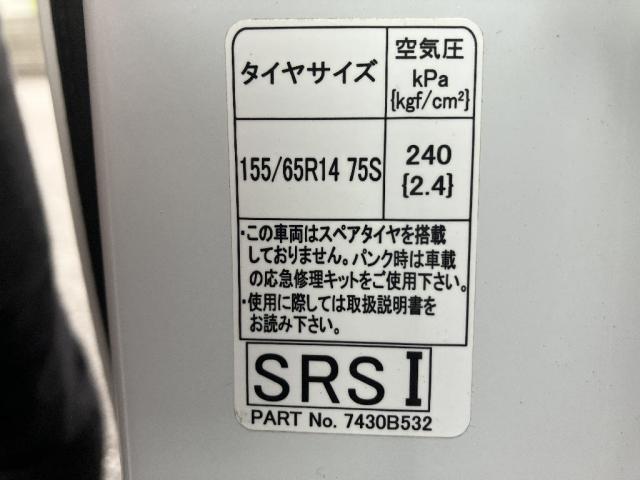 タイヤサイズ
空気圧
kPa
{kgf/cm²}
155/65R14 75S
240
{2.4}
・この車両はスペアタイヤを搭載
しておりません。パンク時は車載
の応急修理キットをご使用下さい。
・使用に際しては取扱説明書を
お読み下さい。
SRS I
PART No. 7430B532